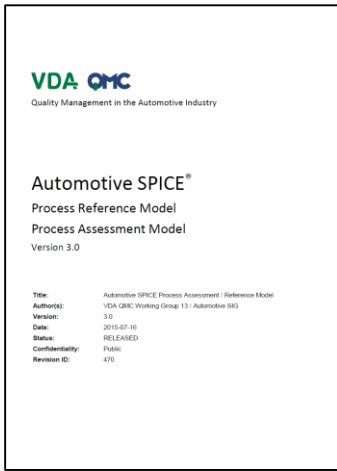 VDA QMC
Quality Management in the Automotive Industry
Automotive SPICE®
Process Reference Model
Process Assessment Model
Version 3.0
Title: Automotive SPICE Process Assessment / Reference Model
Author(s): VDA QMC Working Group 13 / Automotive SIG
Version: 3.0
Date: 2015-07-16
Status: RELEASED
Confidentiality: Public
Revision ID: 470